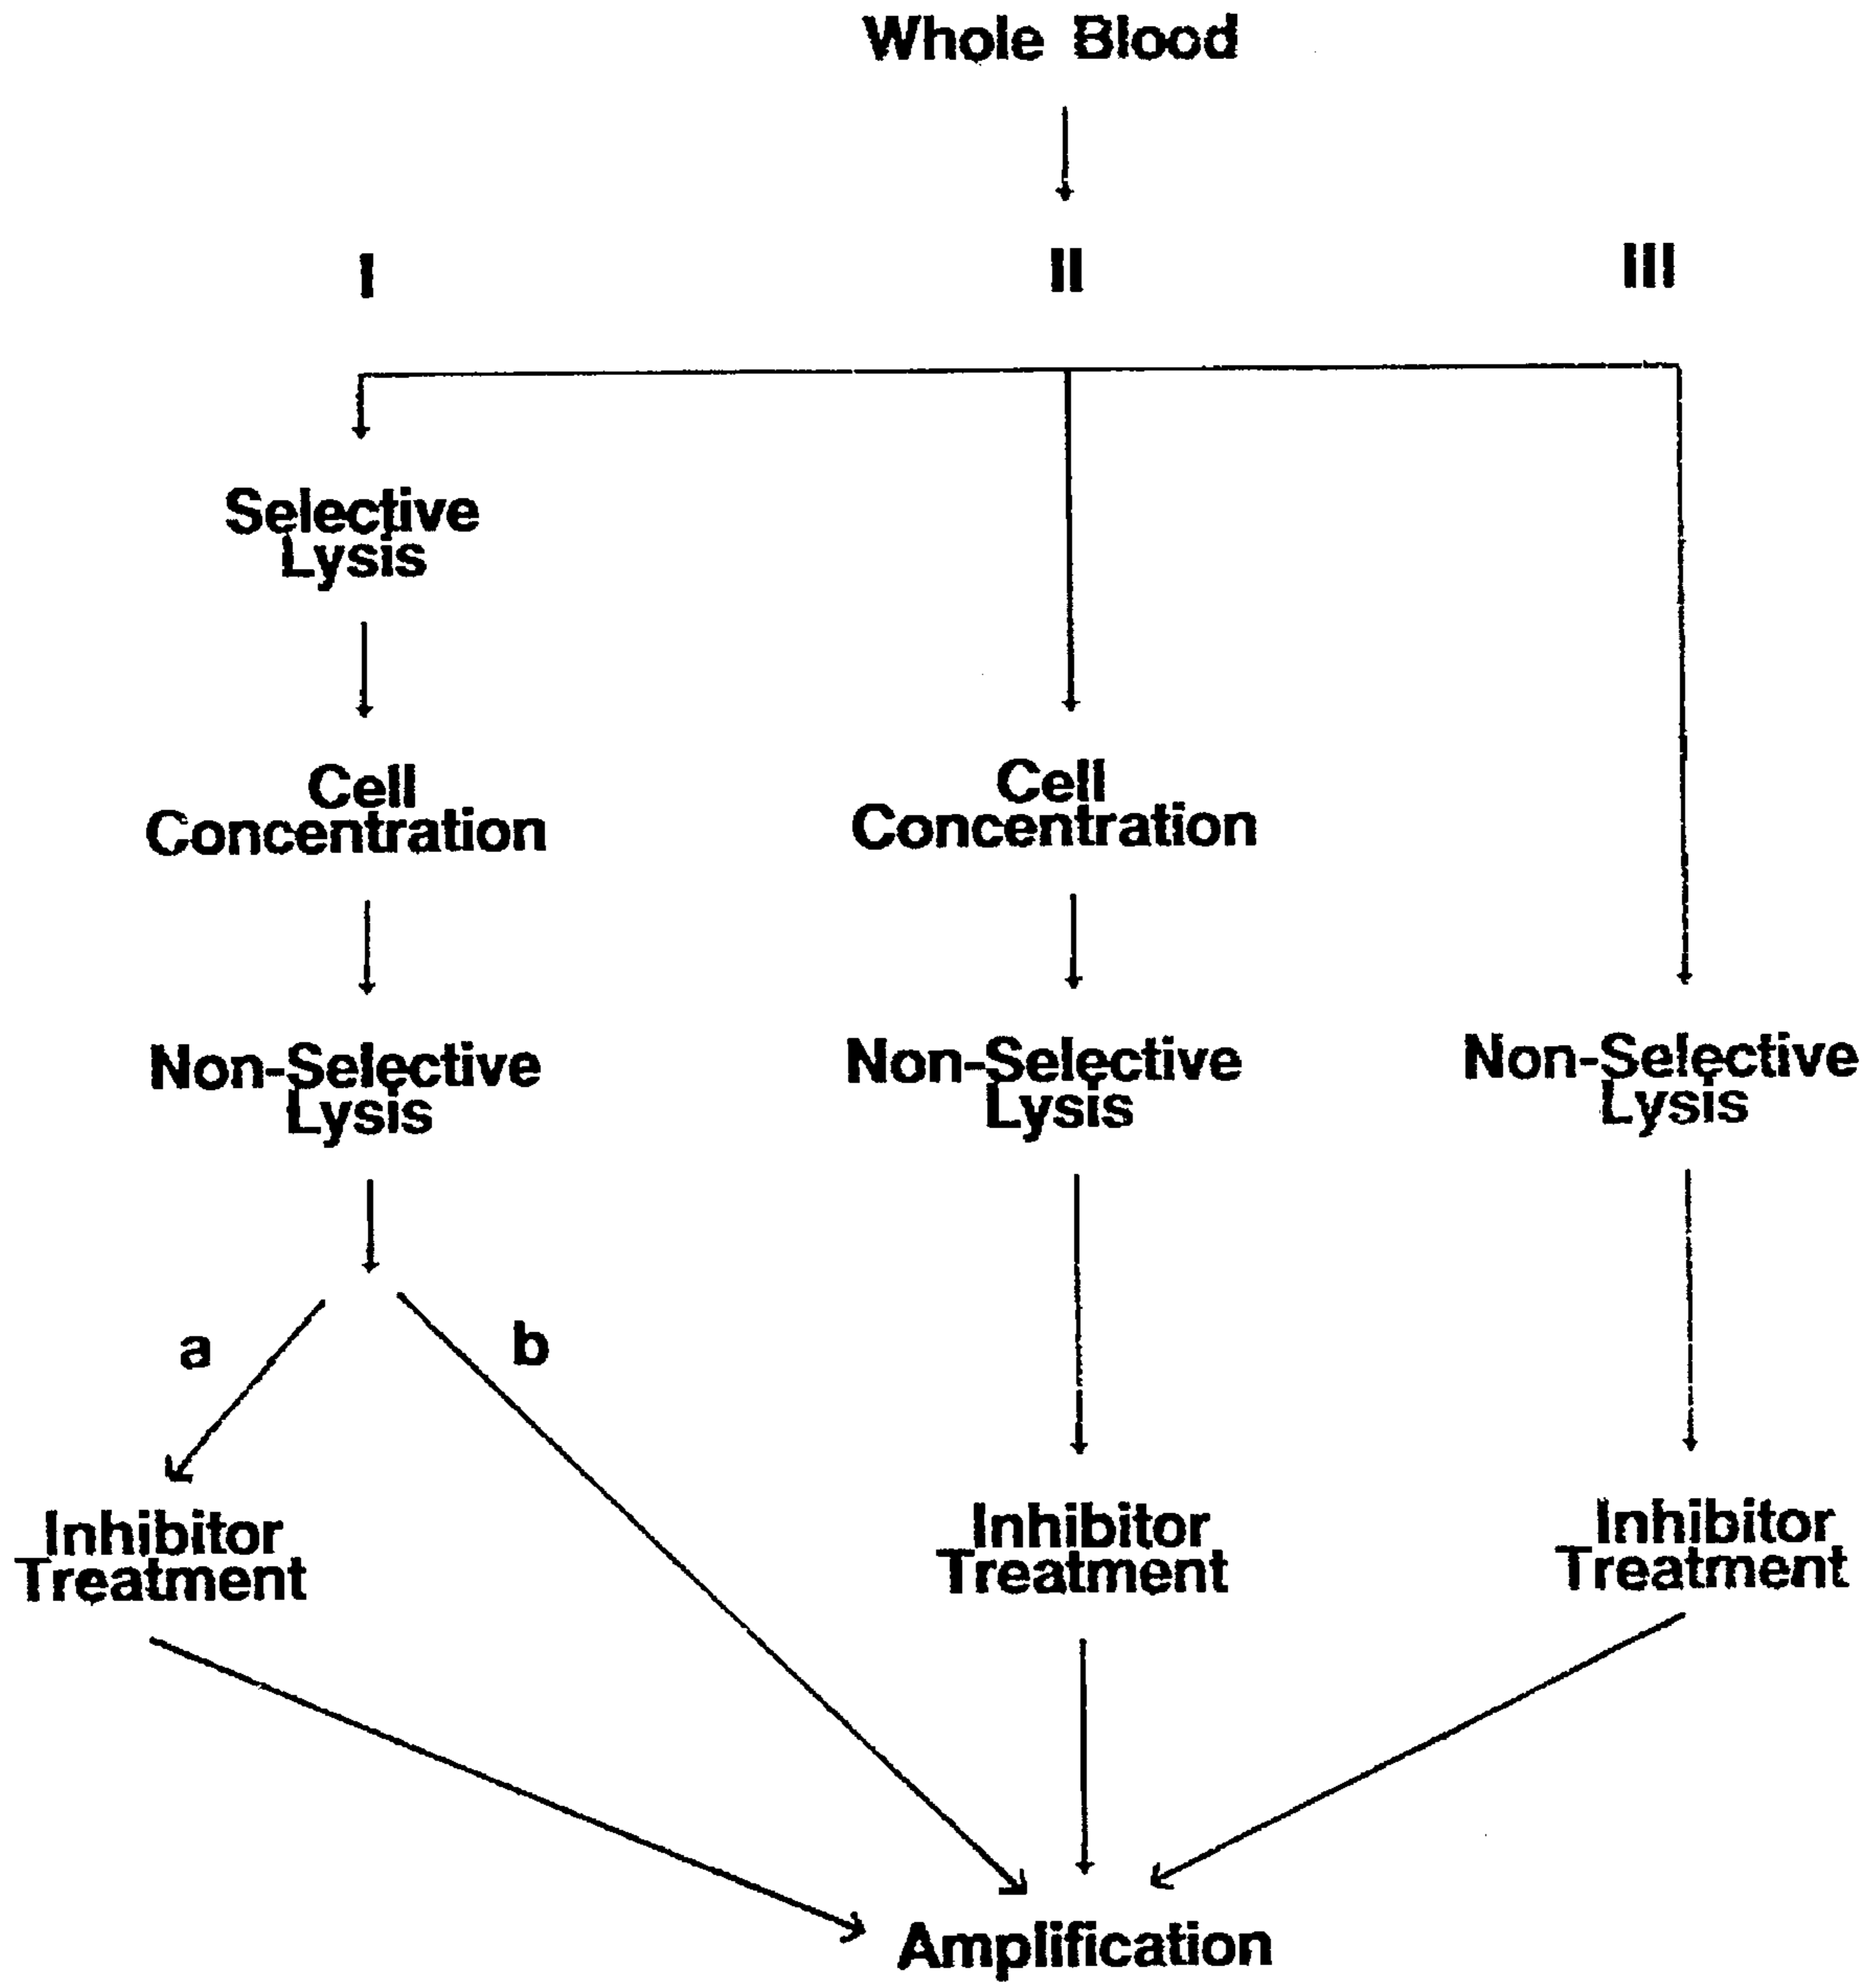 Whole Blood
I
II
III
Selective
Lysis
Cell
Concentration
Cell
Concentration
Non-Selective
Lysis
Non-Selective
Lysis
Non-Selective
Lysis
a
b
Inhibitor
Treatment
Inhibitor
Treatment
Inhibitor
Treatment
Amplification